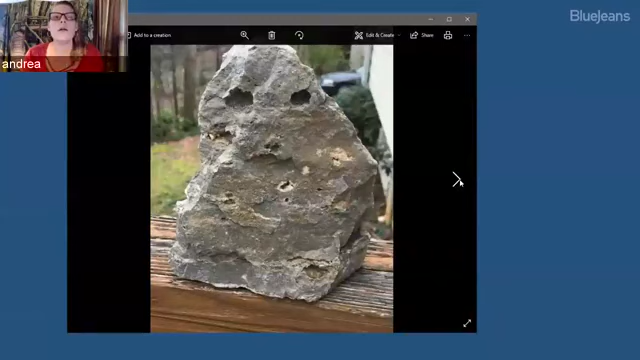 BlueJeans
Add to a creation
Edit & Create
Share
andrea